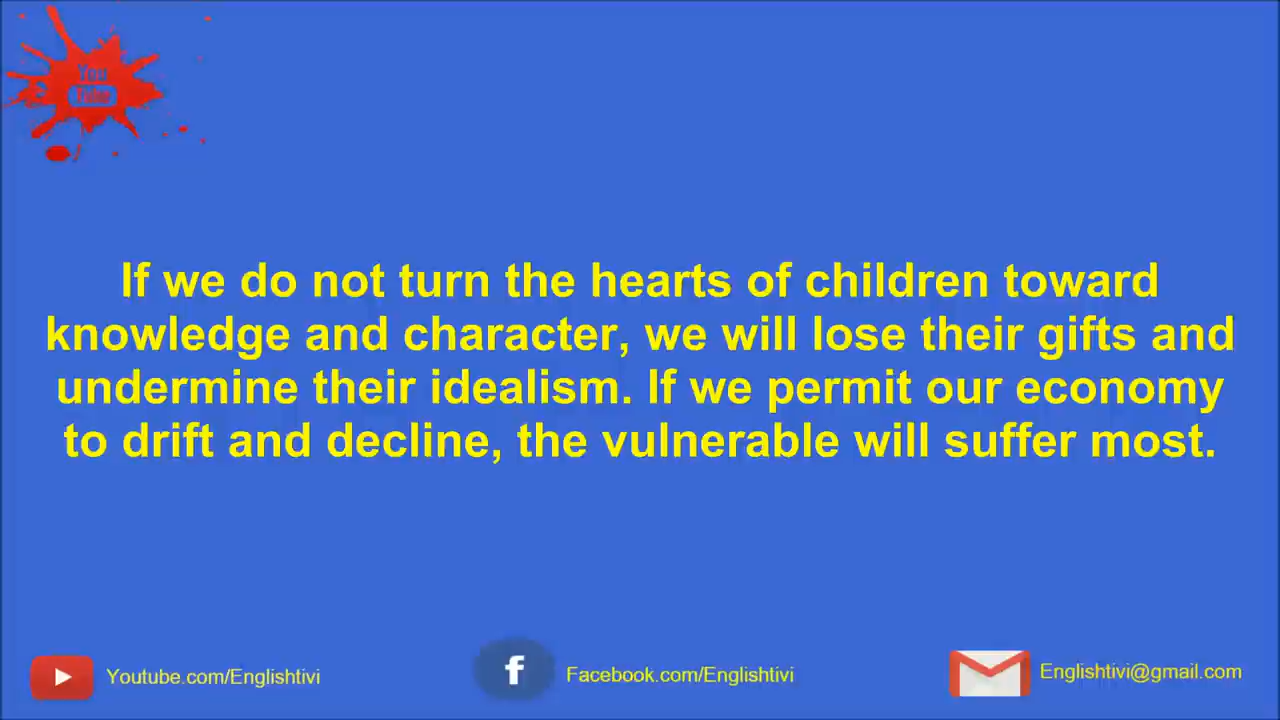 You
Tube
If we do not turn the hearts of children toward
knowledge and character, we will lose their gifts and
undermine their idealism. If we permit our economy
to drift and decline, the vulnerable will suffer most.
Youtube.com/Englishtivi
f
Facebook.com/Englishtivi
Englishtivi@gmail.com